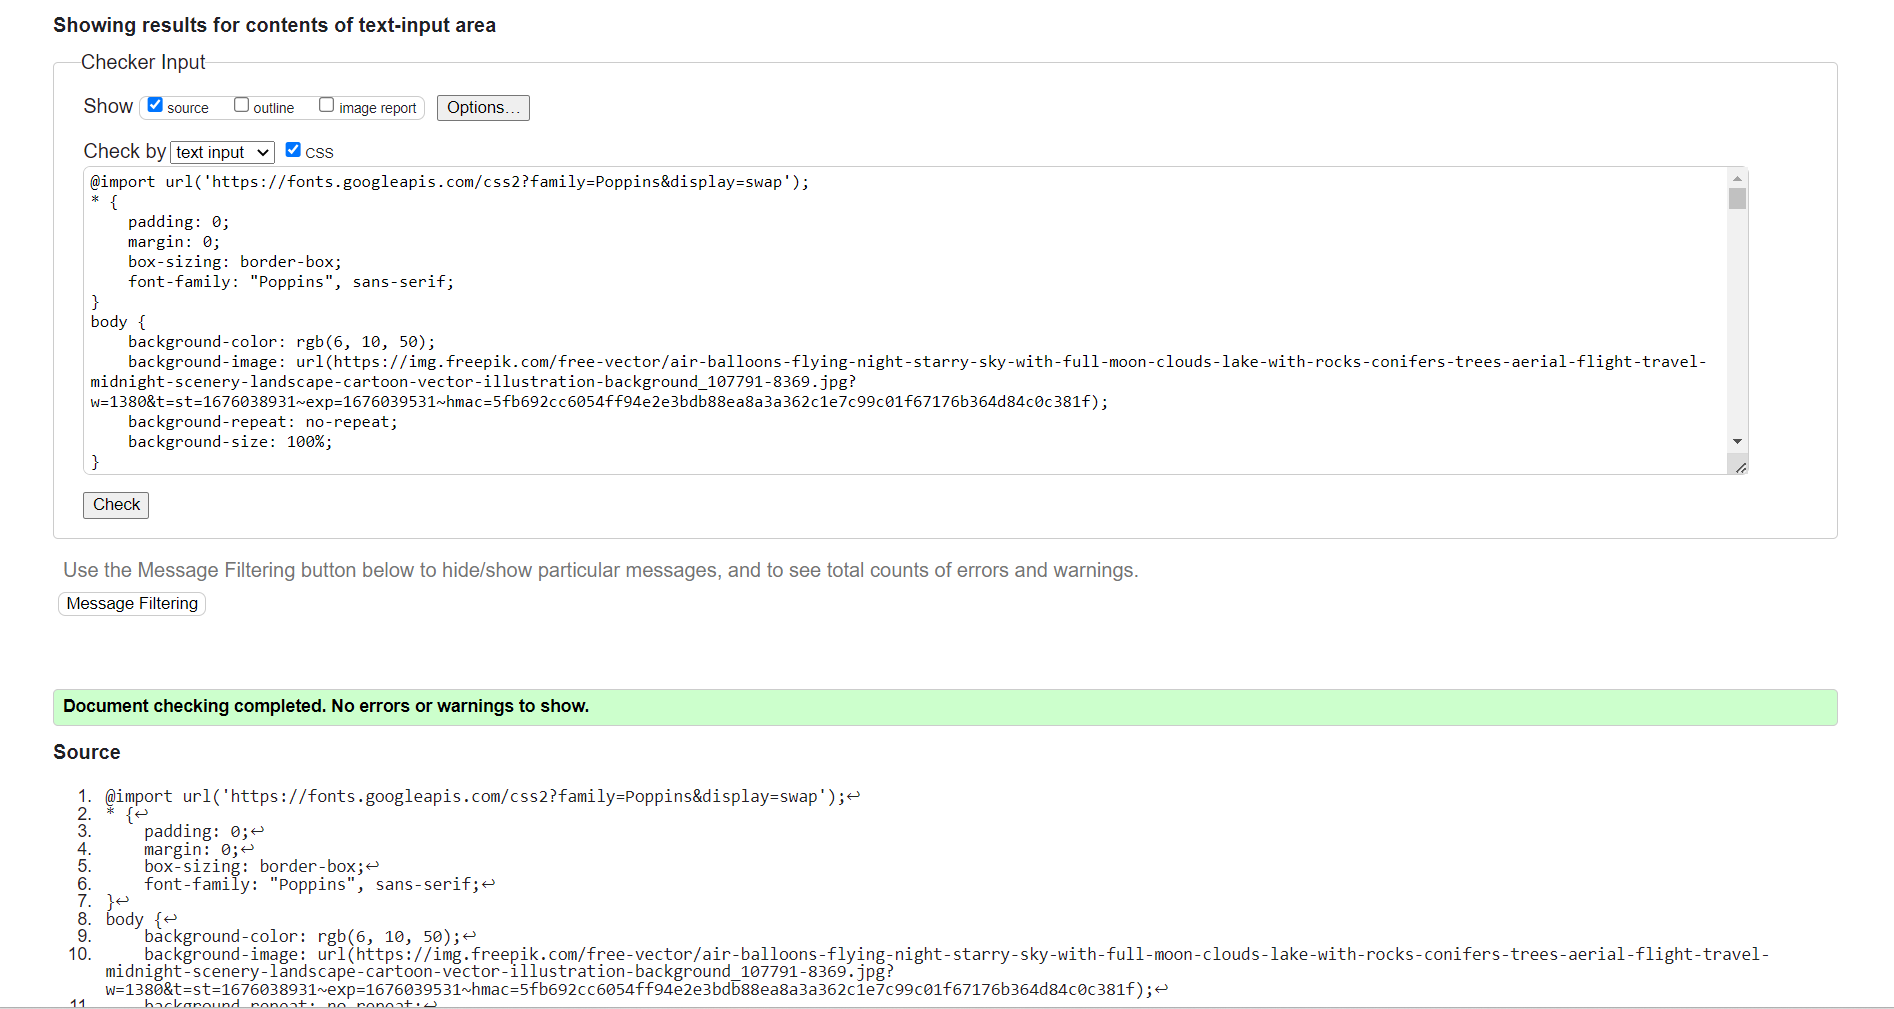 Showing results for contents of text-input area
Checker Input
Show source outline image report Options...
Check by text input CSS
@import url('https://fonts.googleapis.com/css2?family=Poppins&display=swap');
* {
    padding: 0;
    margin: 0;
    box-sizing: border-box;
    font-family: "Poppins", sans-serif;
}
body {
    background-color: rgb(6, 10, 50);
    background-image: url(https://img.freepik.com/free-vector/air-balloons-flying-night-starry-sky-with-full-moon-clouds-lake-with-rocks-conifers-trees-aerial-flight-travel-
midnight-scenery-landscape-cartoon-vector-illustration-background_107791-8369.jpg?
w=1380&t=st=1676038931~exp=1676039531~hmac=5fb692cc6054ff94e2e3bdb88ea8a3a362c1e7c99c01f67176b364d84c0c381f);
    background-repeat: no-repeat;
    background-size: 100%;
}
Check
Use the Message Filtering button below to hide/show particular messages, and to see total counts of errors and warnings.
Message Filtering
Document checking completed. No errors or warnings to show.
Source
1. @import url('https://fonts.googleapis.com/css2?family=Poppins&display=swap');↩
2. * {↩
3.     padding: 0;↩
4.     margin: 0;↩
5.     box-sizing: border-box;↩
6.     font-family: "Poppins", sans-serif;↩
7. }↩
8. body {↩
9.     background-color: rgb(6, 10, 50);↩
10.     background-image: url(https://img.freepik.com/free-vector/air-balloons-flying-night-starry-sky-with-full-moon-clouds-lake-with-rocks-conifers-trees-aerial-flight-travel-
midnight-scenery-landscape-cartoon-vector-illustration-background_107791-8369.jpg?
w=1380&t=st=1676038931~exp=1676039531~hmac=5fb692cc6054ff94e2e3bdb88ea8a3a362c1e7c99c01f67176b364d84c0c381f);↩
11.     background-repeat: no-repeat;↩